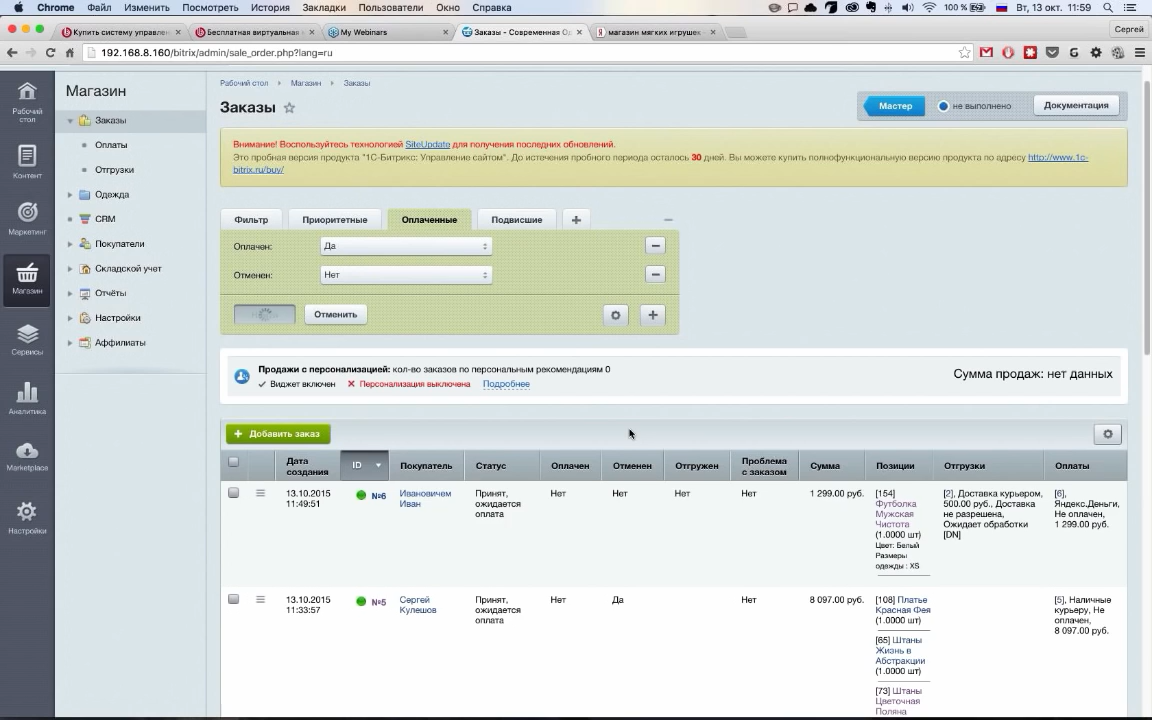 Chrome Файл Изменить Посмотреть История Закладки Пользователи Окно Справка 100 % Вт, 13 окт. 11:59
Купить систему управлен Бесплатная виртуальная My Webinars Заказы - Современная Од магазин мягких игрушек Сергей
192.168.8.160/bitrix/admin/sale_order.php?lang=ru
Рабочий стол
Контент
Маркетинг
Магазин
Сервисы
Аналитика
Marketplace
Настройки
Магазин
Заказы
Оплаты
Отгрузки
Одежда
CRM
Покупатели
Складской учет
Отчёты
Настройки
Аффилиаты
Рабочий стол Магазин Заказы
Заказы
Мастер не выполнено Документация
Внимание! Воспользуйтесь технологией SiteUpdate для получения последних обновлений.
Это пробная версия продукта "1С-Битрикс: Управление сайтом". До истечения пробного периода осталось 30 дней. Вы можете купить полнофункциональную версию продукта по адресу http://www.1c-
bitrix.ru/buy/
Фильтр Приоритетные Оплаченные Подвисшие +
Оплачен: Да
Отменен: Нет
Отменить
Продажи с персонализацией: кол-во заказов по персональным рекомендациям 0
Виджет включен Персонализация выключена Подробнее
Сумма продаж: нет данных
+ Добавить заказ
Дата создания ID Покупатель Статус Оплачен Отменен Отгружен Проблема с заказом Сумма Позиции Отгрузки Оплаты
13.10.2015 11:49:51 №6 Ивановичем Иван Принят, ожидается оплата Нет Нет Нет Нет 1 299.00 руб. [154] Футболка Мужская Чистота (1.0000 шт) Цвет: Белый Размеры одежды : XS [2], Доставка курьером, 500.00 руб., Доставка не разрешена, Ожидает обработки [DN] [6], Яндекс.Деньги, Не оплачен, 1 299.00 руб.
13.10.2015 11:33:57 №5 Сергей Кулешов Принят, ожидается оплата Нет Да Нет 8 097.00 руб. [108] Платье Красная Фея (1.0000 шт) [65] Штаны Жизнь в Абстракции (1.0000 шт) [73] Штаны Цветочная Поляна [5], Наличные курьеру, Не оплачен, 8 097.00 руб.